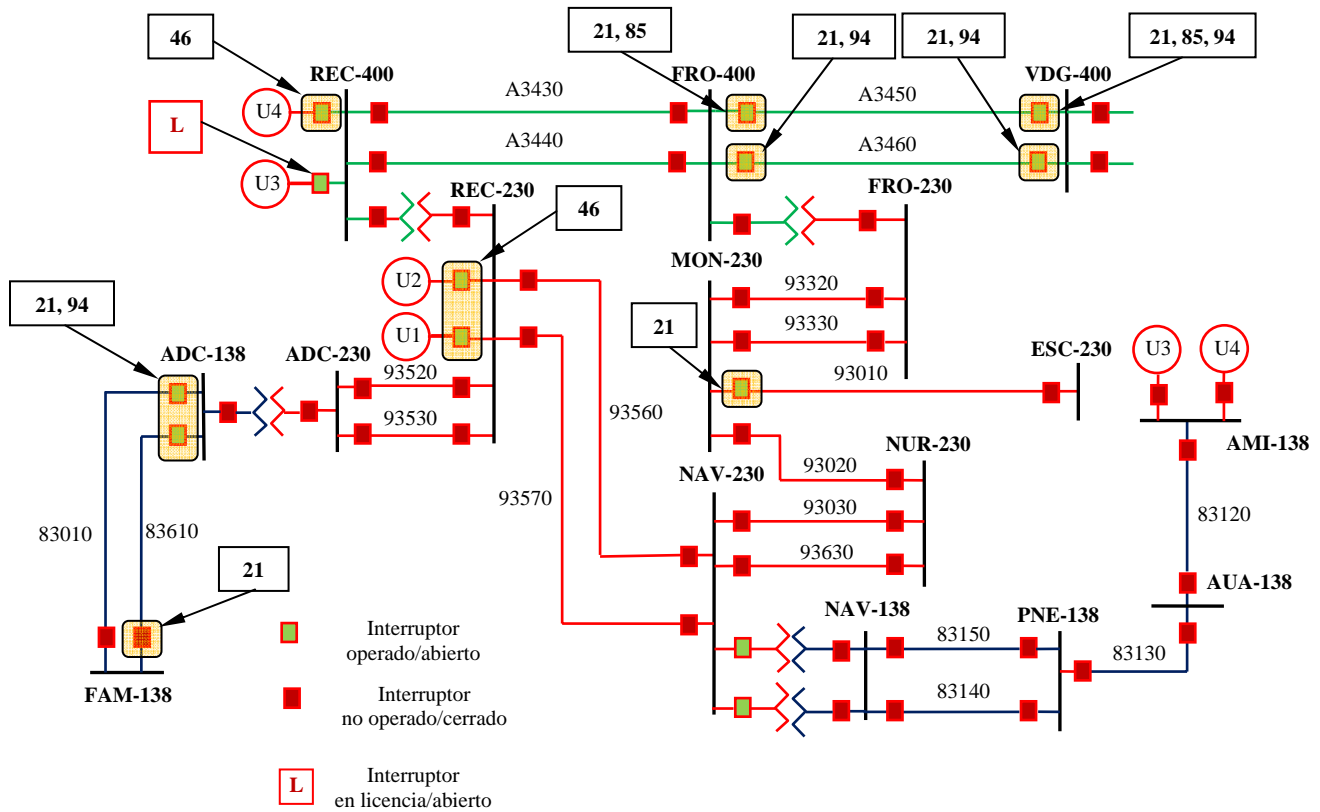 46
21, 85
21, 94
21, 94
21, 85, 94
REC-400
FRO-400
VDG-400
U4
A3430
A3450
L
A3440
A3460
U3
REC-230
FRO-230
46
MON-230
U2
93320
21, 94
21
93330
U1
ADC-138
ADC-230
ESC-230
U3
U4
93520
93010
93560
93530
AMI-138
NUR-230
93020
NAV-230
93570
93030
83010
83610
83120
93630
21
AUA-138
NAV-138
PNE-138
83150
83130
Interruptor
operado/abierto
FAM-138
83140
Interruptor
no operado/cerrado
L
Interruptor
en licencia/abierto